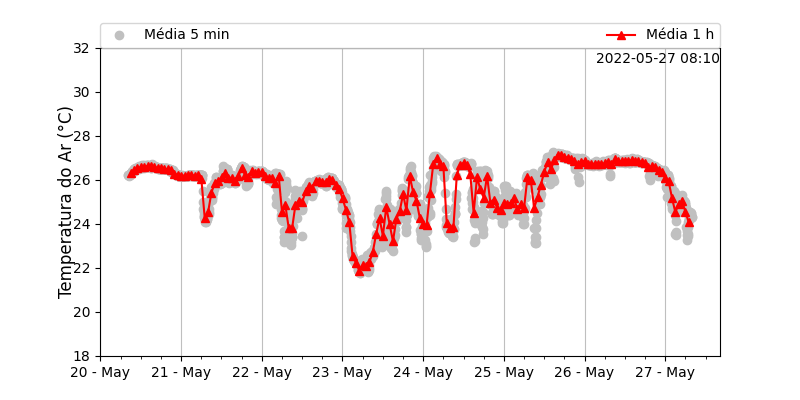 Média 5 min
Média 1 h
2022-05-27 08:10
Temperatura do Ar (°C)
32
30
28
26
24
22
20
18
20 - May
21 - May
22 - May
23 - May
24 - May
25 - May
26 - May
27 - May